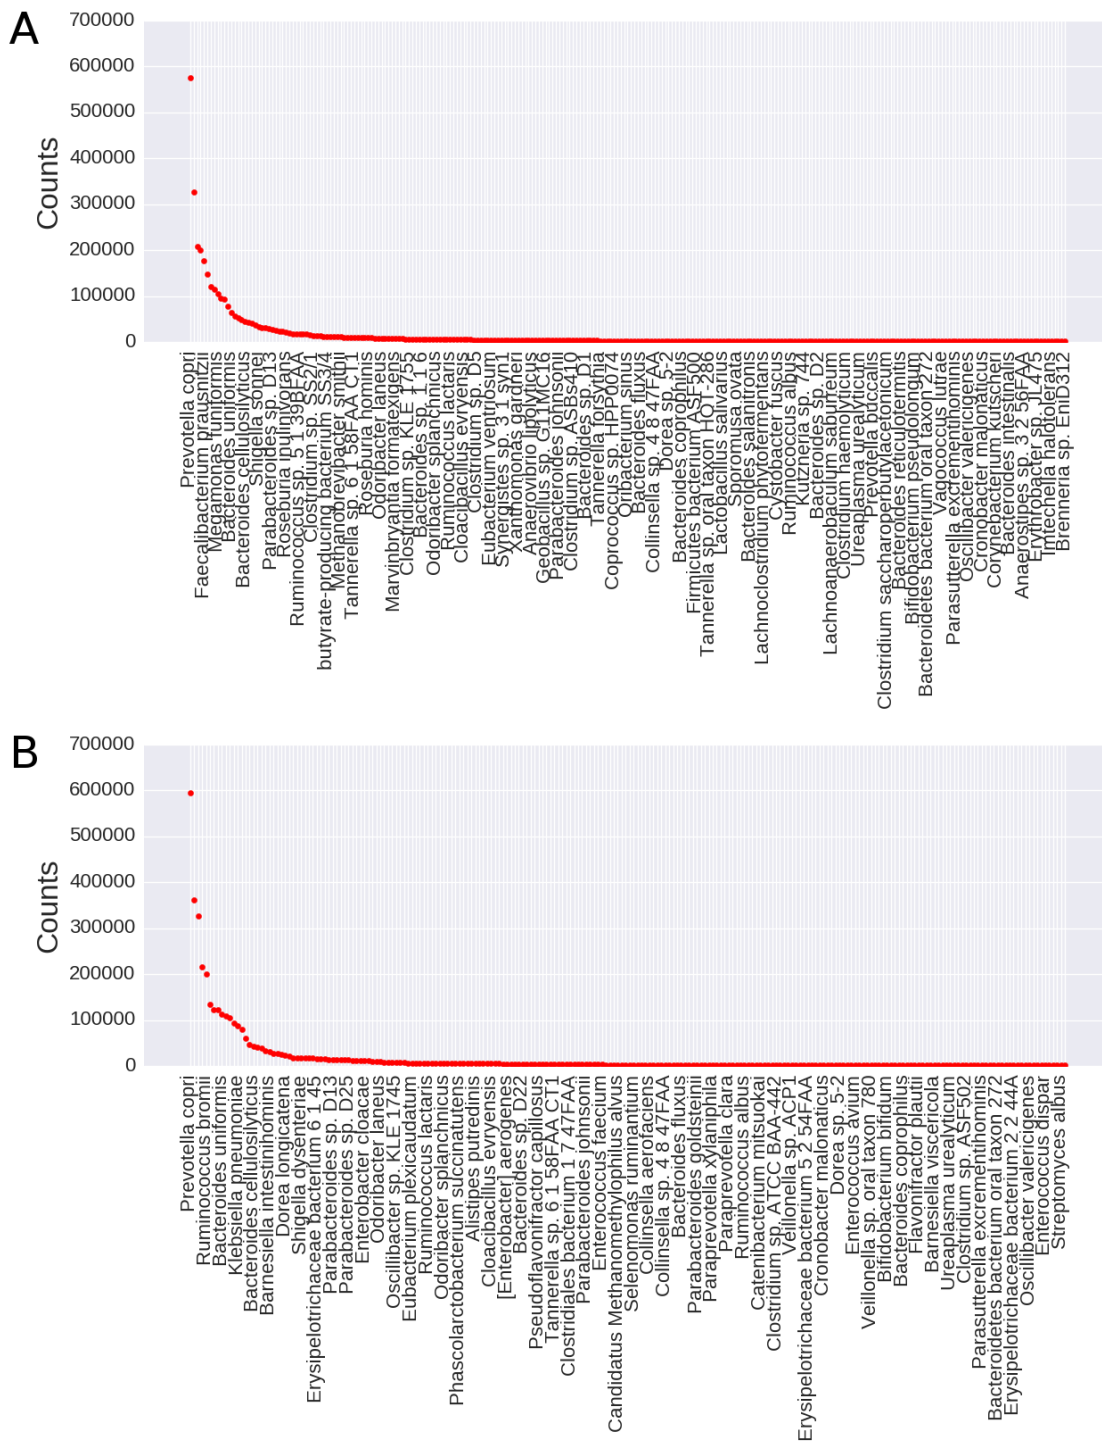 A
700000
600000
500000
400000
300000
200000
100000
0
Counts
Prevotella copri
Faecalibacterium prausnitzii
Megamonas funiformis
Bacteroides uniformis
Bacteroides cellulosilyticus
Shigella sonnei
Parabacteroides sp. D13
Roseburia inulinivorans
Ruminococcus sp. 5 1 39BFAA
Clostridium sp. SS2/1
butyrate-producing bacterium SS3/4
Methanobrevibacter smithii
Tannerella sp. 6 1 58FAA CT1
Roseburia hominis
Odoribacter laneus
Marvinbryantia formatexigens
Clostridium sp. KLE 1755
Bacteroides sp. 1 1 6
Odoribacter splanchnicus
Ruminococcus lactaris
Cloacibacillus evryensis
Clostridium sp. D5
Eubacterium ventriosum
Synergistes sp. 3 1 syn1
Xanthomonas gardneri
Anaerovibrio lipolyticus
Geobacillus sp. G11MC16
Parabacteroides johnsonii
Clostridium sp. ASBs410
Bacteroides sp. D1
Tannerella forsythia
Coprococcus sp. HPP0074
Oribacterium sinus
Bacteroides fluxus
Collinsella sp. 4 8 47FAA
Dorea sp. 5-2
Bacteroides coprophilus
Firmicutes bacterium ASF500
Tannerella sp. oral taxon HOT-286
Lactobacillus salivarius
Sporomusa ovata
Bacteroides salanitronis
Lachnoclostridium phytofermentans
Cystobacter fuscus
Ruminococcus albus
Kutzneria sp. 744
Bacteroides sp. D2
Lachnoanaerobaculum saburreum
Clostridium haemolyticum
Ureaplasma urealyticum
Prevotella buccalis
Clostridium saccharoperbutylacetonicum
Bacteroides reticulotermitis
Bifidobacterium pseudolongum
Bacteroidetes bacterium oral taxon 272
Vagococcus lutrae
Parasutterella excrementihominis
Oscillibacter valericigenes
Cronobacter malonaticus
Corynebacterium kutscheri
Bacteroides intestinalis
Anaerostipes sp. 3 2 56FAA
Erythrobacter sp. JL475
Imtechella halotolerans
Brenneria sp. EniD312
B
700000
600000
500000
400000
300000
200000
100000
0
Counts
Prevotella copri
Ruminococcus bromii
Bacteroides uniformis
Klebsiella pneumoniae
Bacteroides cellulosilyticus
Barnesiella intestinihominis
Dorea longicatena
Shigella dysenteriae
Erysipelotrichaceae bacterium 6 1 45
Parabacteroides sp. D13
Parabacteroides sp. D25
Enterobacter cloacae
Odoribacter laneus
Oscillibacter sp. KLE 1745
Eubacterium plexicaudatum
Ruminococcus lactaris
Odoribacter splanchnicus
Phascolarctobacterium succinatutens
Alistipes putredinis
Cloacibacillus evryensis
[Enterobacter] aerogenes
Bacteroides sp. D22
Pseudoflavonifractor capillosus
Tannerella sp. 6 1 58FAA CT1
Clostridiales bacterium 1 7 47FAA
Parabacteroides johnsonii
Enterococcus faecium
Candidatus Methanomethylophilus alvus
Selenomonas ruminantium
Collinsella aerofaciens
Collinsella sp. 4 8 47FAA
Bacteroides fluxus
Parabacteroides goldsteinii
Paraprevotella xylaniphila
Paraprevotella clara
Ruminococcus albus
Catenibacterium mitsuokai
Clostridium sp. ATCC BAA-442
Veillonella sp. ACP1
Erysipelotrichaceae bacterium 5 2 54FAA
Cronobacter malonaticus
Dorea sp. 5-2
Enterococcus avium
Veillonella sp. oral taxon 780
Bifidobacterium bifidum
Bacteroides coprophilus
Flavonifractor plautii
Barnesiella viscericola
Ureaplasma urealyticum
Clostridium sp. ASF502
Parasutterella excrementihominis
Bacteroidetes bacterium oral taxon 272
Erysipelotrichaceae bacterium 2 2 44A
Oscillibacter valericigenes
Enterococcus dispar
Streptomyces albus